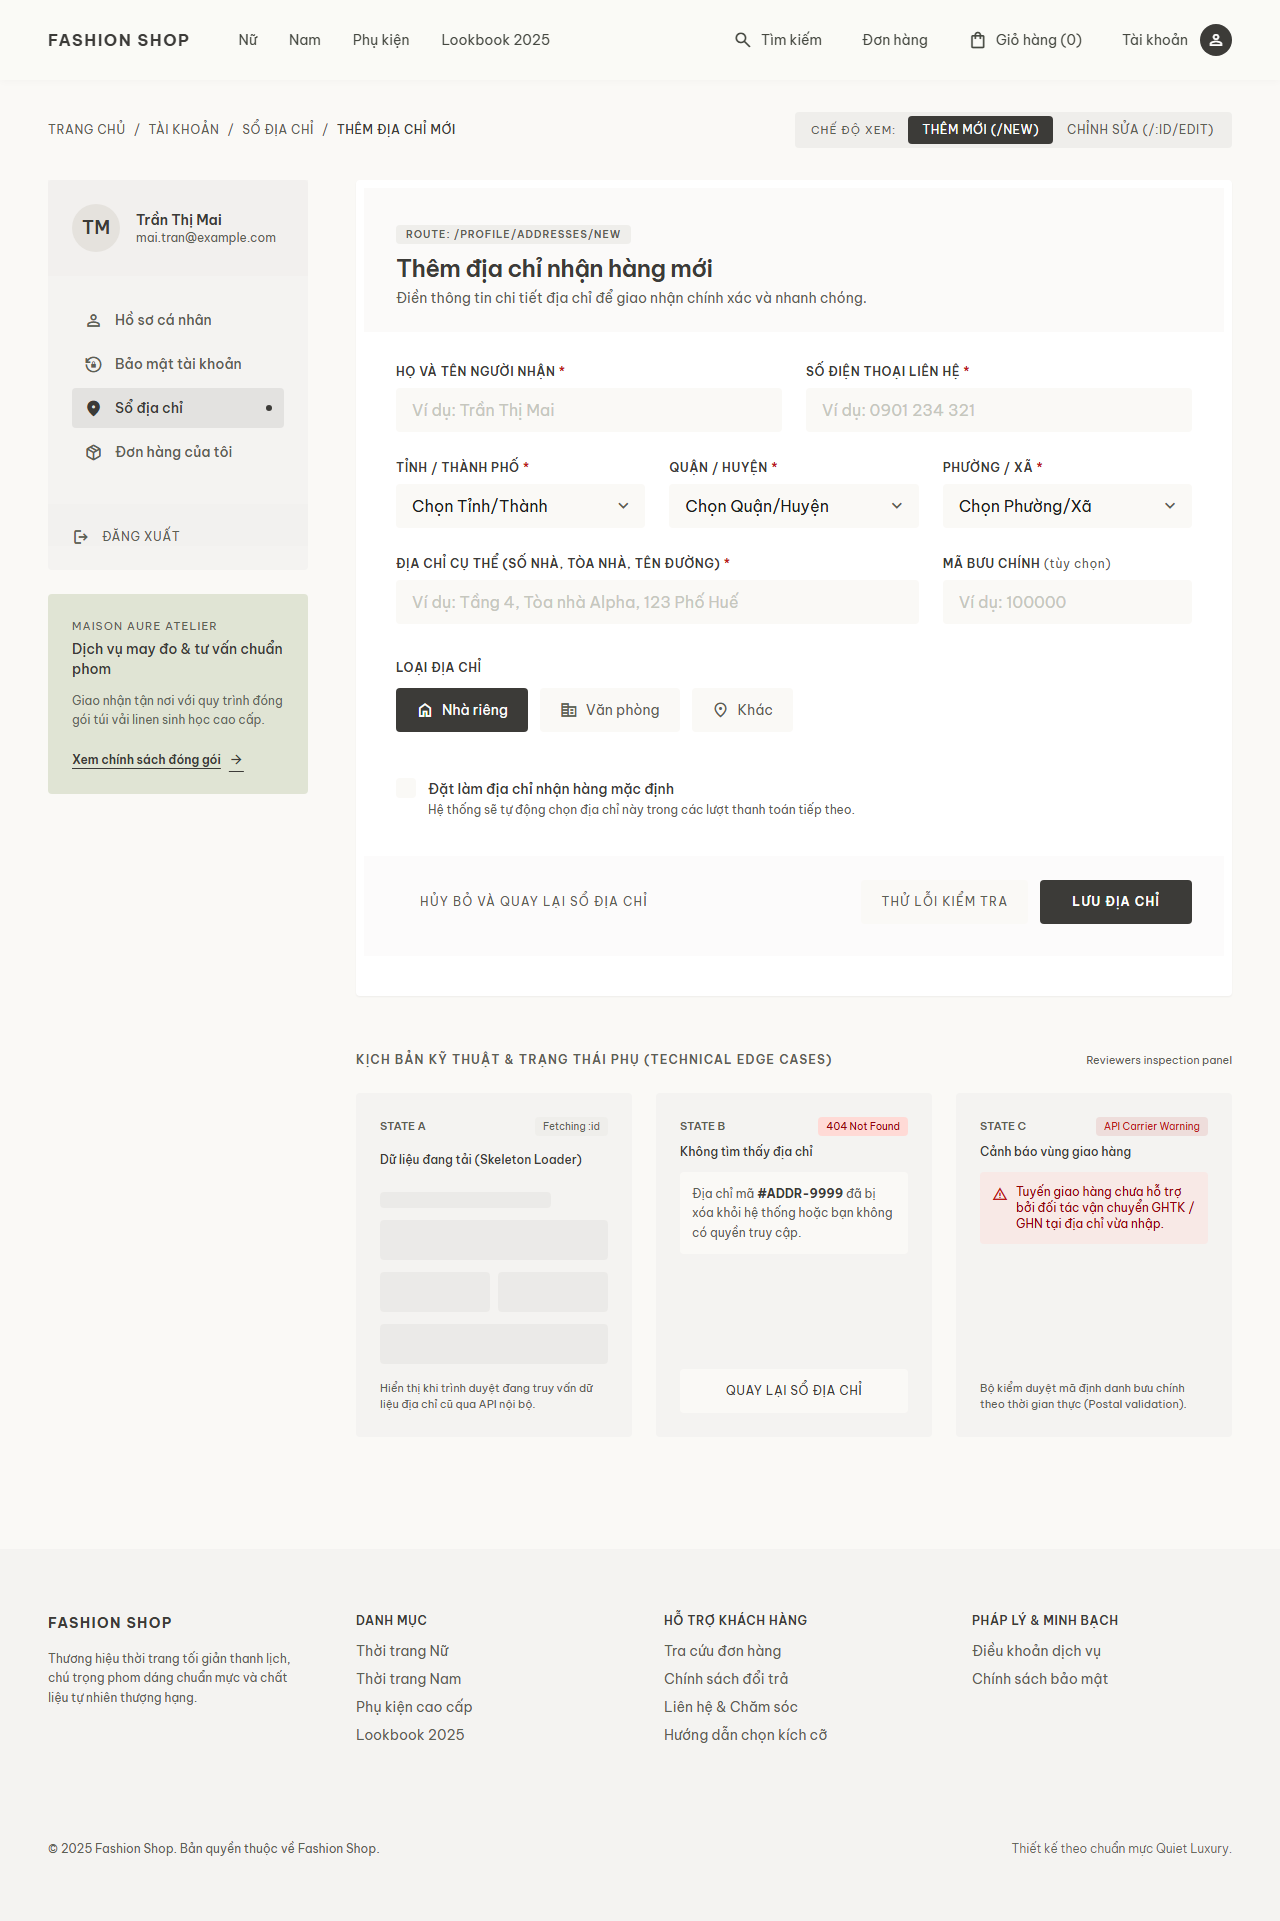 FASHION SHOP
Nữ
Nam
Phụ kiện
Lookbook 2025
Tìm kiếm
Đơn hàng
Giỏ hàng (0)
Tài khoản
TRANG CHỦ / TÀI KHOẢN / SỔ ĐỊA CHỈ / THÊM ĐỊA CHỈ MỚI
CHẾ ĐỘ XEM:
THÊM MỚI (/NEW)
CHỈNH SỬA (/:ID/EDIT)
TM
Trần Thị Mai
mai.tran@example.com
Hồ sơ cá nhân
Bảo mật tài khoản
Sổ địa chỉ
Đơn hàng của tôi
ĐĂNG XUẤT
MAISON AURE ATELIER
Dịch vụ may đo & tư vấn chuẩn
phom
Giao nhận tận nơi với quy trình đóng
gói túi vải linen sinh học cao cấp.
Xem chính sách đóng gói →
ROUTE: /PROFILE/ADDRESSES/NEW
Thêm địa chỉ nhận hàng mới
Điền thông tin chi tiết địa chỉ để giao nhận chính xác và nhanh chóng.
HỌ VÀ TÊN NGƯỜI NHẬN *
SỐ ĐIỆN THOẠI LIÊN HỆ *
Ví dụ: Trần Thị Mai
Ví dụ: 0901 234 321
TỈNH / THÀNH PHỐ *
QUẬN / HUYỆN *
PHƯỜNG / XÃ *
Chọn Tỉnh/Thành
Chọn Quận/Huyện
Chọn Phường/Xã
ĐỊA CHỈ CỤ THỂ (SỐ NHÀ, TÒA NHÀ, TÊN ĐƯỜNG) *
MÃ BƯU CHÍNH (tùy chọn)
Ví dụ: Tầng 4, Tòa nhà Alpha, 123 Phố Huế
Ví dụ: 100000
LOẠI ĐỊA CHỈ
Nhà riêng
Văn phòng
Khác
Đặt làm địa chỉ nhận hàng mặc định
Hệ thống sẽ tự động chọn địa chỉ này trong các lượt thanh toán tiếp theo.
HỦY BỎ VÀ QUAY LẠI SỔ ĐỊA CHỈ
THỬ LỖI KIỂM TRA
LƯU ĐỊA CHỈ
KỊCH BẢN KỸ THUẬT & TRẠNG THÁI PHỤ (TECHNICAL EDGE CASES)
Reviewers inspection panel
STATE A
Fetching :id
Dữ liệu đang tải (Skeleton Loader)
Hiển thị khi trình duyệt đang truy vấn dữ
liệu địa chỉ cũ qua API nội bộ.
STATE B
404 Not Found
Không tìm thấy địa chỉ
Địa chỉ mã #ADDR-9999 đã bị
xóa khỏi hệ thống hoặc bạn không
có quyền truy cập.
QUAY LẠI SỔ ĐỊA CHỈ
STATE C
API Carrier Warning
Cảnh báo vùng giao hàng
Tuyến giao hàng chưa hỗ trợ
bởi đối tác vận chuyển GHTK /
GHN tại địa chỉ vừa nhập.
Bộ kiểm duyệt mã định danh bưu chính
theo thời gian thực (Postal validation).
FASHION SHOP
Thương hiệu thời trang tối giản thanh lịch,
chú trọng phom dáng chuẩn mực và chất
liệu tự nhiên thượng hạng.
DANH MỤC
Thời trang Nữ
Thời trang Nam
Phụ kiện cao cấp
Lookbook 2025
HỖ TRỢ KHÁCH HÀNG
Tra cứu đơn hàng
Chính sách đổi trả
Liên hệ & Chăm sóc
Hướng dẫn chọn kích cỡ
PHÁP LÝ & MINH BẠCH
Điều khoản dịch vụ
Chính sách bảo mật
© 2025 Fashion Shop. Bản quyền thuộc về Fashion Shop.
Thiết kế theo chuẩn mực Quiet Luxury.